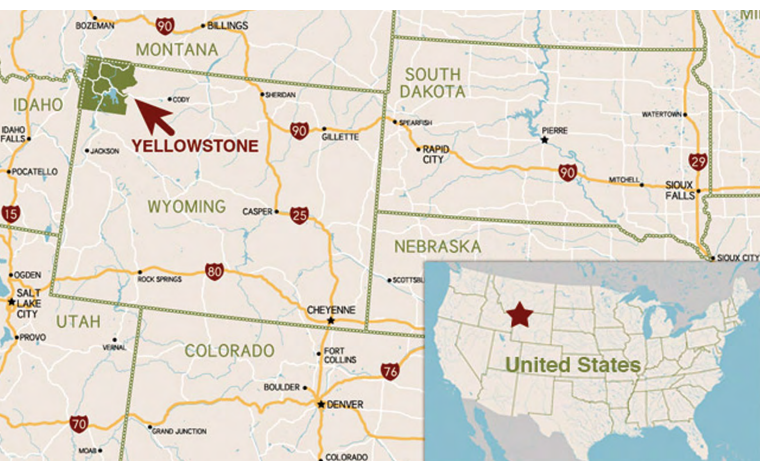 BOZEMAN
90
BILLINGS
MONTANA
SOUTH
DAKOTA
IDAHO
CODY
SHERIDAN
YELLOWSTONE
90
GILLETTE
SPEARFISH
RAPID
CITY
PIERRE
WATERTOWN
IDAHO
FALLS
JACKSON
POCATELLO
90
MITCHELL
SIOUX
FALLS
29
15
WYOMING
CASPER
25
NEBRASKA
SIOUX CITY
OGDEN
ROCK SPRINGS
80
SALT
LAKE
CITY
CHEYENNE
UTAH
PROVO
VERNAL
COLORADO
FORT
COLLINS
BOULDER
76
DENVER
70
GRAND JUNCTION
MOAB
COLORADO
United States